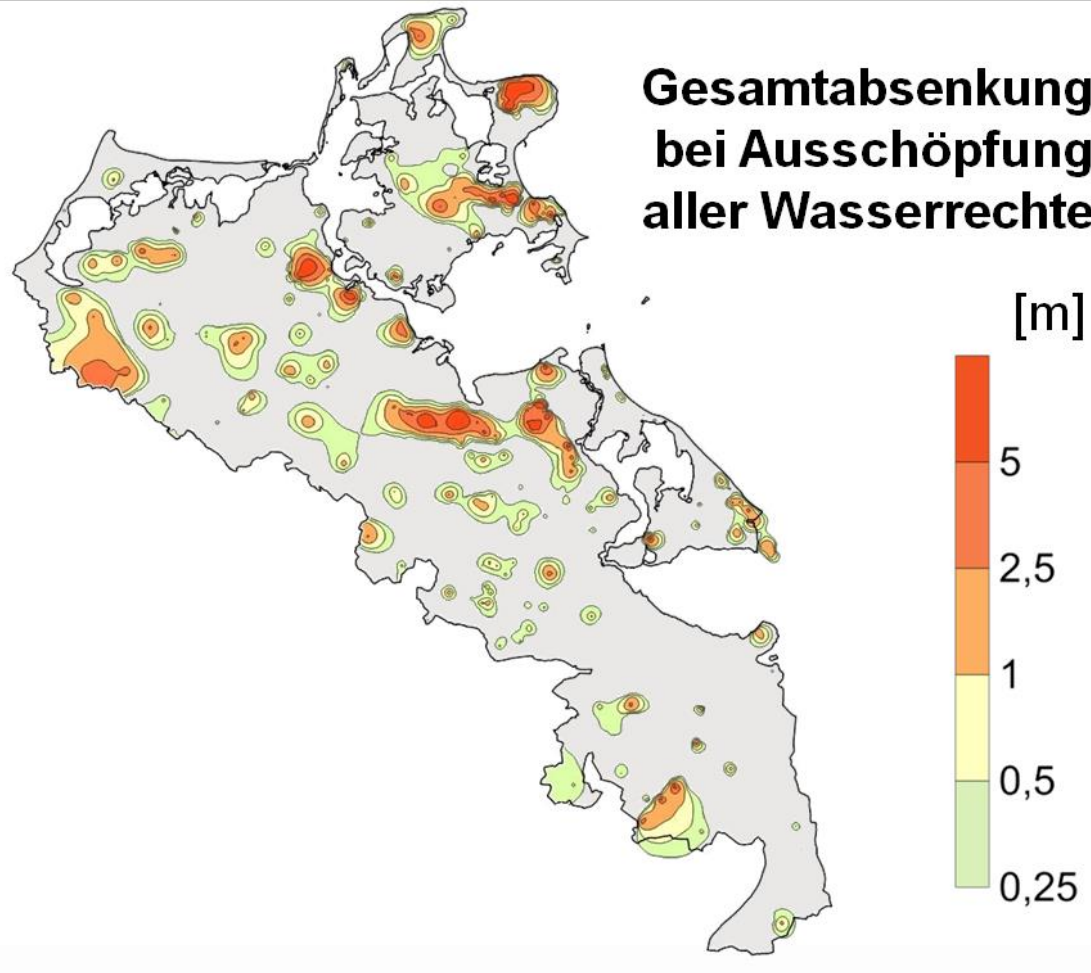 Gesamtabsenkung
bei Ausschöpfung
aller Wasserrechte
[m]
5
2,5
1
0,5
0,25